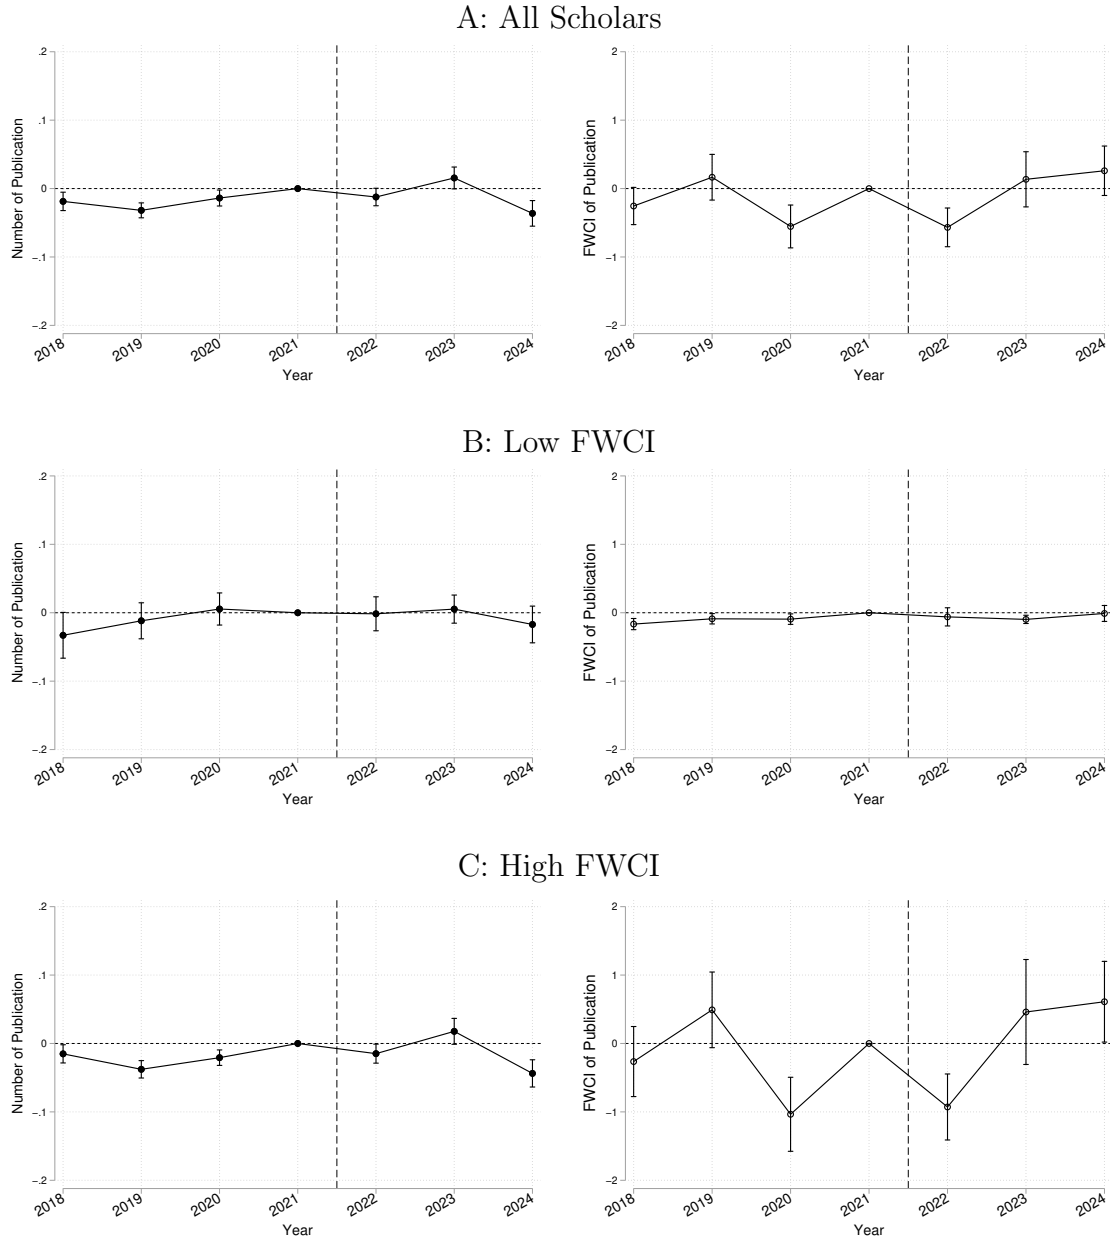 A: All Scholars
Number of Publication
.2
.1
0
-.1
-.2
2018 2019 2020 2021 2022 2023 2024
Year
FWCI of Publication
2
1
0
-1
-2
2018 2019 2020 2021 2022 2023 2024
Year
B: Low FWCI
Number of Publication
.2
.1
0
-.1
-.2
2018 2019 2020 2021 2022 2023 2024
Year
FWCI of Publication
2
1
0
-1
-2
2018 2019 2020 2021 2022 2023 2024
Year
C: High FWCI
Number of Publication
.2
.1
0
-.1
-.2
2018 2019 2020 2021 2022 2023 2024
Year
FWCI of Publication
2
1
0
-1
-2
2018 2019 2020 2021 2022 2023 2024
Year